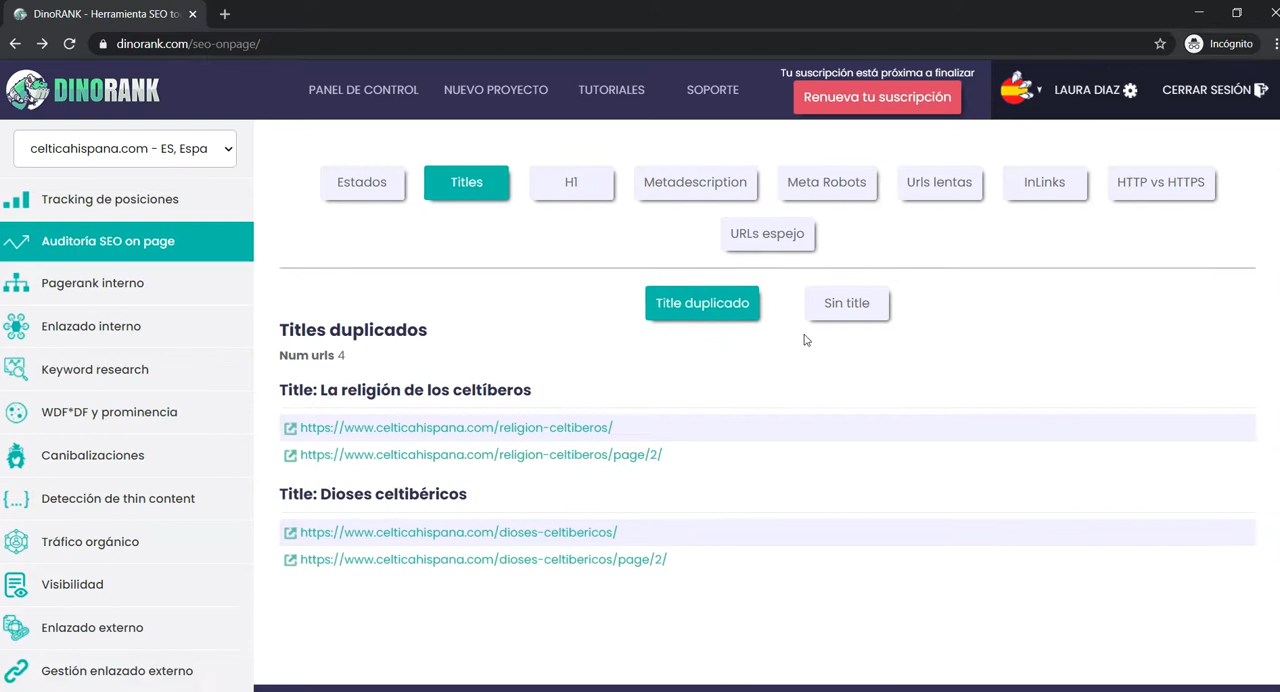 DinoRANK - Herramienta SEO to
dinorank.com/seo-onpage/
Incógnito
DINORANK
PANEL DE CONTROL
NUEVO PROYECTO
TUTORIALES
SOPORTE
Tu suscripción está próxima a finalizar
Renueva tu suscripción
LAURA DIAZ
CERRAR SESIÓN
celticahispana.com - ES, Espa
Tracking de posiciones
Auditoría SEO on page
Pagerank interno
Enlazado interno
Keyword research
WDF*DF y prominencia
Canibalizaciones
Detección de thin content
Tráfico orgánico
Visibilidad
Enlazado externo
Gestión enlazado externo
Estados
Titles
H1
Metadescription
Meta Robots
Urls lentas
InLinks
HTTP vs HTTPS
URLs espejo
Title duplicado
Sin title
Titles duplicados
Num urls 4
Title: La religión de los celtíberos
https://www.celticahispana.com/religion-celtiberos/
https://www.celticahispana.com/religion-celtiberos/page/2/
Title: Dioses celtibéricos
https://www.celticahispana.com/dioses-celtibericos/
https://www.celticahispana.com/dioses-celtibericos/page/2/